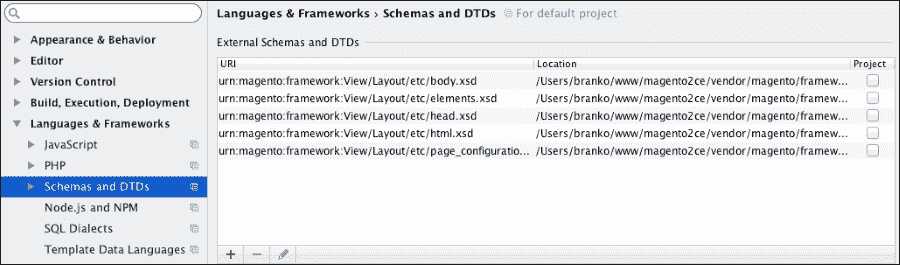 Languages & Frameworks › Schemas and DTDs For default project
Appearance & Behavior
Editor
Version Control
Build, Execution, Deployment
Languages & Frameworks
JavaScript
PHP
Schemas and DTDs
Node.js and NPM
SQL Dialects
Template Data Languages
External Schemas and DTDs
URI Location Project
urn:magento:framework:View/Layout/etc/body.xsd /Users/branko/www/magento2ce/vendor/magento/framew...
urn:magento:framework:View/Layout/etc/elements.xsd /Users/branko/www/magento2ce/vendor/magento/framew...
urn:magento:framework:View/Layout/etc/head.xsd /Users/branko/www/magento2ce/vendor/magento/framew...
urn:magento:framework:View/Layout/etc/html.xsd /Users/branko/www/magento2ce/vendor/magento/framew...
urn:magento:framework:View/Layout/etc/page_configuratio... /Users/branko/www/magento2ce/vendor/magento/framew...